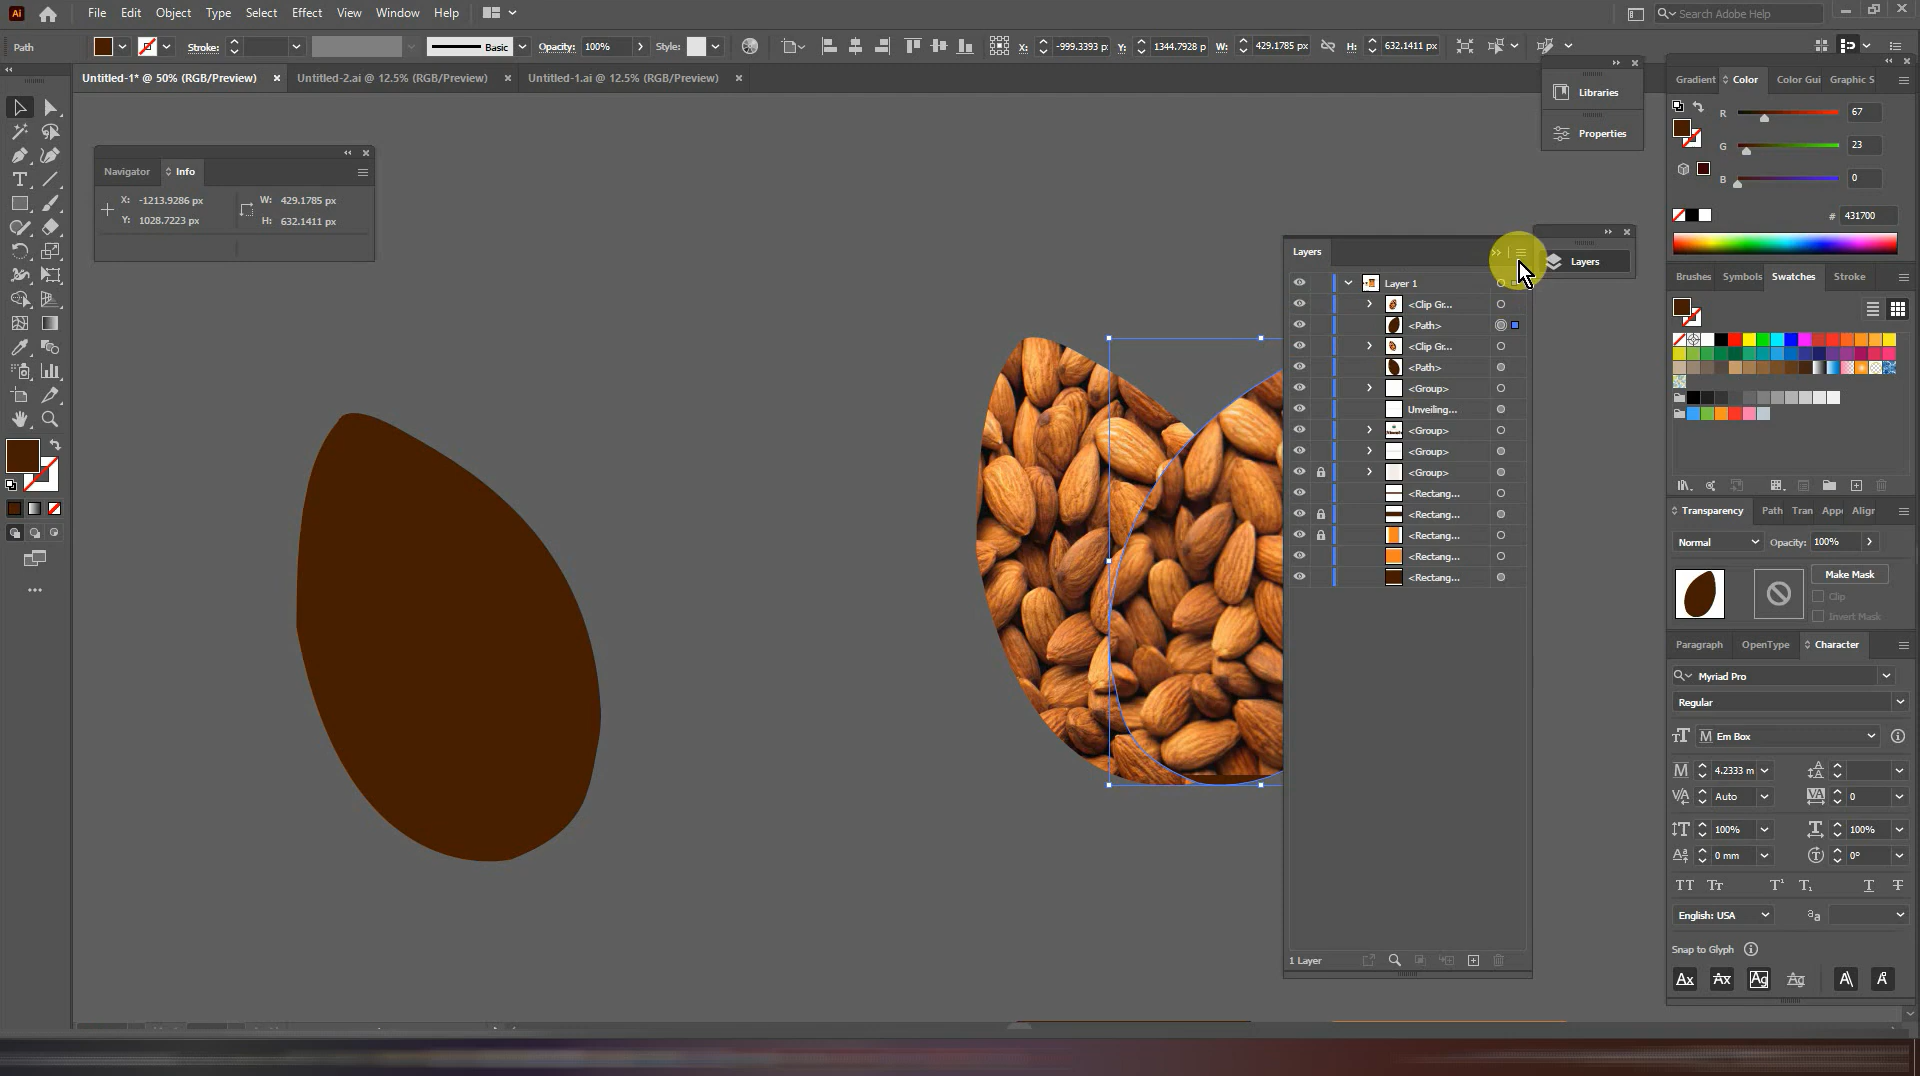 File Edit Object Type Select Effect View Window Help
Search Adobe Help
Path Stroke: Basic Opacity: 100% Style: X: -999.3393 p Y: 1344.7928 p W: 429.1785 px H: 632.1411 px
Untitled-1* @ 50% (RGB/Preview) Untitled-2.ai @ 12.5% (RGB/Preview) Untitled-1.ai @ 12.5% (RGB/Preview)
Navigator Info
X: -1213.9286 px W: 429.1785 px
Y: 1028.7223 px H: 632.1411 px
Libraries
Properties
Layers
Layers
Layer 1
<Clip Gr...
<Path>
<Clip Gr...
<Path>
<Group>
Unveiling...
<Group>
<Group>
<Group>
<Rectang...
<Rectang...
<Rectang...
<Rectang...
<Rectang...
1 Layer
Gradient Color Color Gui Graphic S
R 67
G 23
B 0
# 431700
Brushes Symbols Swatches Stroke
Transparency Path Tran Appe Align
Normal Opacity: 100%
Make Mask
Clip
Invert Mask
Paragraph OpenType Character
Myriad Pro
Regular
Em Box
4.2333 m
Auto 0
100% 100%
0 mm 0°
English: USA
Snap to Glyph